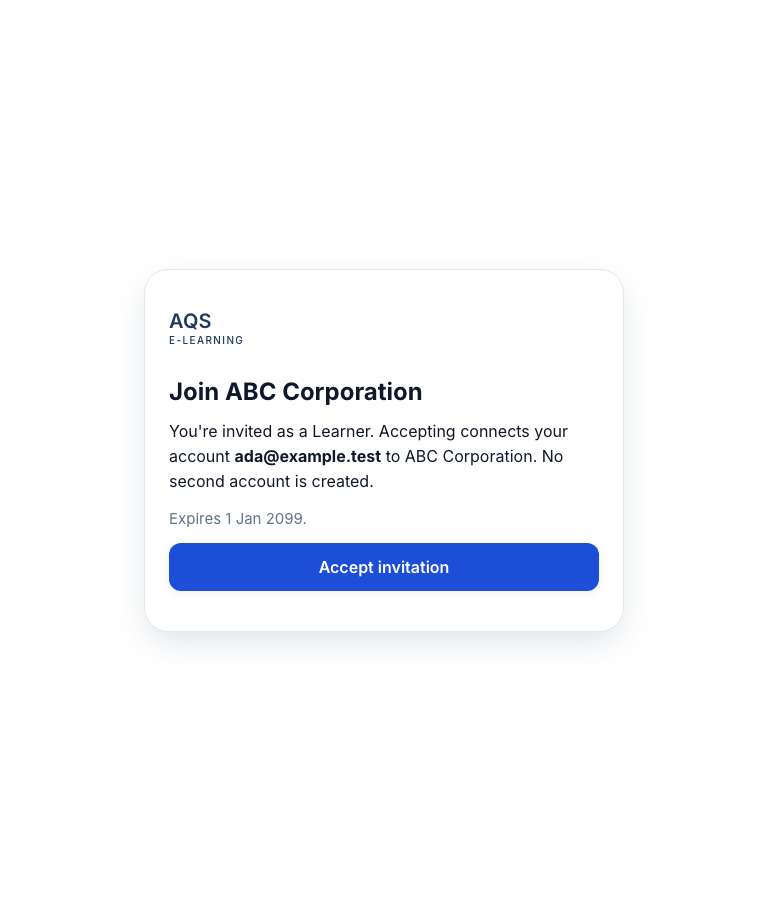 AQS
E-LEARNING
Join ABC Corporation
You're invited as a Learner. Accepting connects your
account ada@example.test to ABC Corporation. No
second account is created.
Expires 1 Jan 2099.
Accept invitation